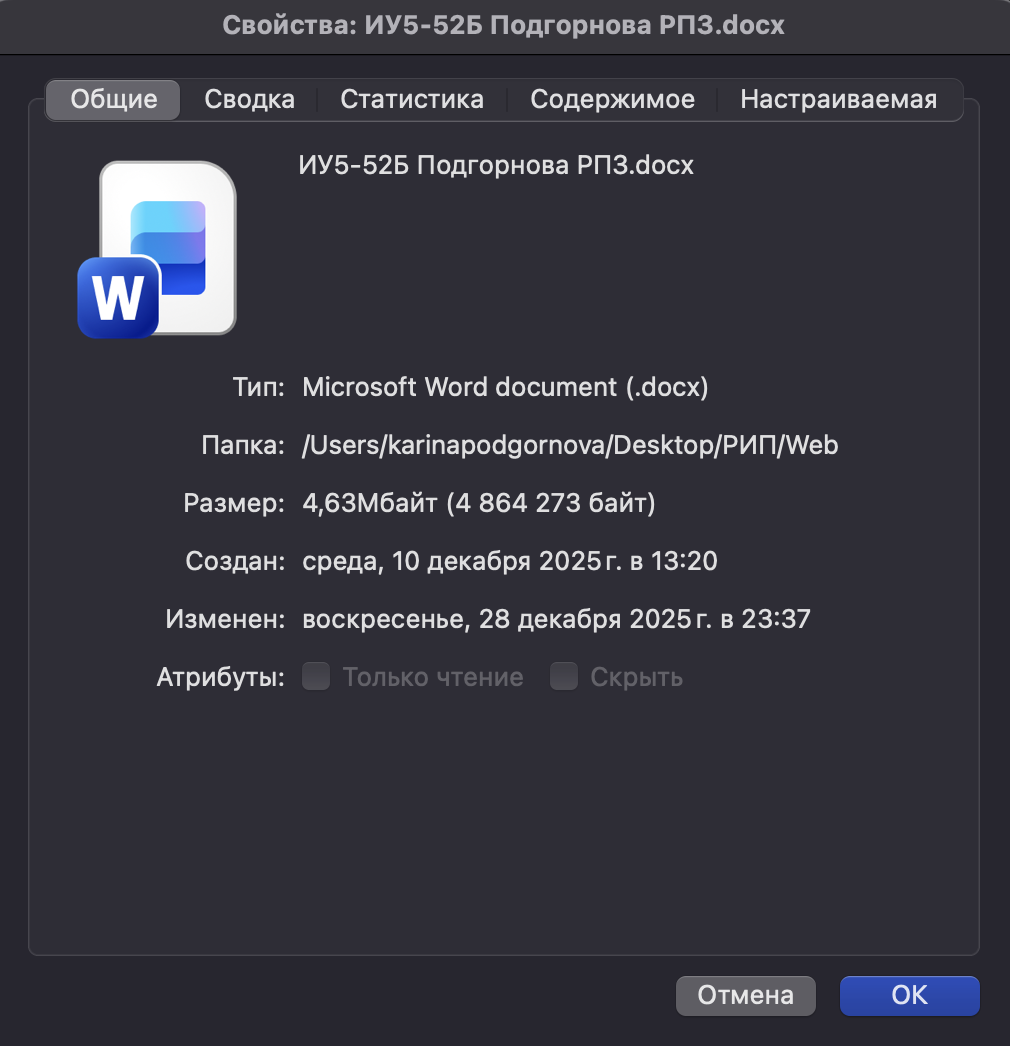 Свойства: ИУ5-52Б Подгорнова РПЗ.docx
Общие Сводка Статистика Содержимое Настраиваемая
ИУ5-52Б Подгорнова РПЗ.docx
W
Тип: Microsoft Word document (.docx)
Папка: /Users/karinapodgornova/Desktop/РИП/Web
Размер: 4,63Мбайт (4 864 273 байт)
Создан: среда, 10 декабря 2025 г. в 13:20
Изменен: воскресенье, 28 декабря 2025 г. в 23:37
Атрибуты: Только чтение Скрыть
Отмена ОК